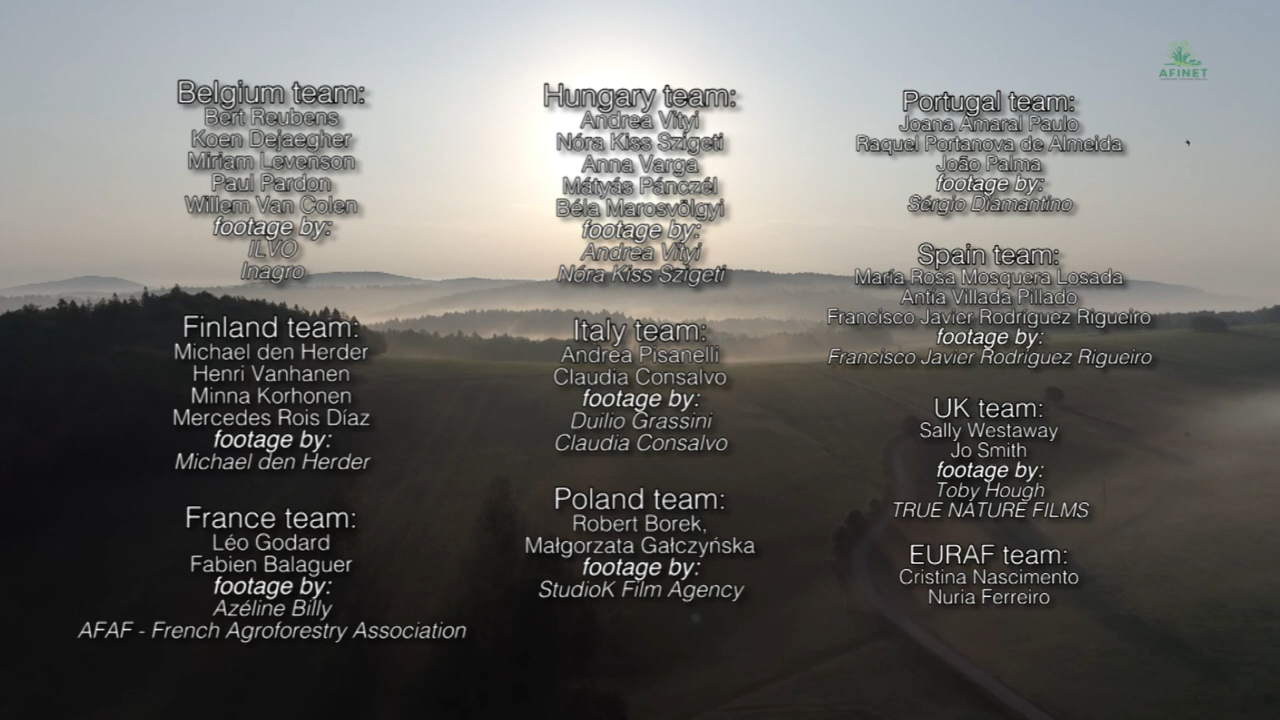 Belgium team:
Bert Reubens
Koen Dejaegher
Miriam Levenson
Paul Pardon
Willem Van Colen
footage by:
ILVO
Inagro
Finland team:
Michael den Herder
Henri Vanhanen
Minna Korhonen
Mercedes Rois Díaz
footage by:
Michael den Herder
France team:
Léo Godard
Fabien Balaguer
footage by:
Azéline Billy
AFAF - French Agroforestry Association
Hungary team:
Andrea Vityi
Nóra Kiss Szigeti
Anna Varga
Mátyás Pánczél
Béla Marosvölgyi
footage by:
Andrea Vityi
Nóra Kiss Szigeti
Italy team:
Andrea Pisanelli
Claudia Consalvo
footage by:
Duilio Grassini
Claudia Consalvo
Poland team:
Robert Borek,
Małgorzata Gałczyńska
footage by:
StudioK Film Agency
AFINET
Portugal team:
Joana Amaral Paulo
Raquel Portanova de Almeida
João Palma
footage by:
Sérgio Diamantino
Spain team:
María Rosa Mosquera Losada
Antia Villada Pillado
Francisco Javier Rodríguez Rigueiro
footage by:
Francisco Javier Rodríguez Rigueiro
UK team:
Sally Westaway
Jo Smith
footage by:
Toby Hough
TRUE NATURE FILMS
EURAF team:
Cristina Nascimento
Nuria Ferreiro